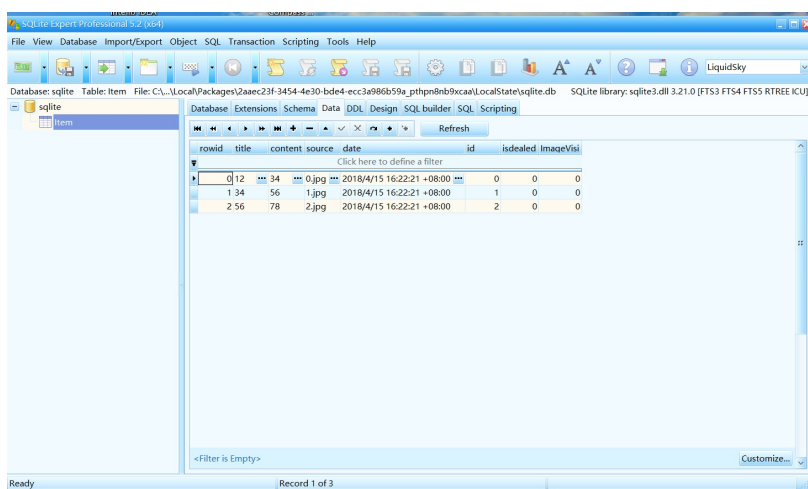 SQLite Expert Professional 5.2 (x64)
File View Database Import/Export Object SQL Transaction Scripting Tools Help
LiquidSky
Database: sqlite Table: Item File: C:\...\Local\Packages\2aaec23f-3454-4e30-bde4-ecc3a986b59a_pthpn8nb9xcaa\LocalState\sqlite.db SQLite library: sqlite3.dll 3.21.0 [FTS3 FTS4 FTS5 RTREE ICU]
sqlite
Item
Database Extensions Schema Data DDL Design SQL builder SQL Scripting
Refresh
rowid title content source date id isdealed ImageVisi
Click here to define a filter
0 12 34 0.jpg 2018/4/15 16:22:21 +08:00 0 0 0
1 34 56 1.jpg 2018/4/15 16:22:21 +08:00 1 0 0
2 56 78 2.jpg 2018/4/15 16:22:21 +08:00 2 0 0
<Filter is Empty>
Customize...
Ready Record 1 of 3